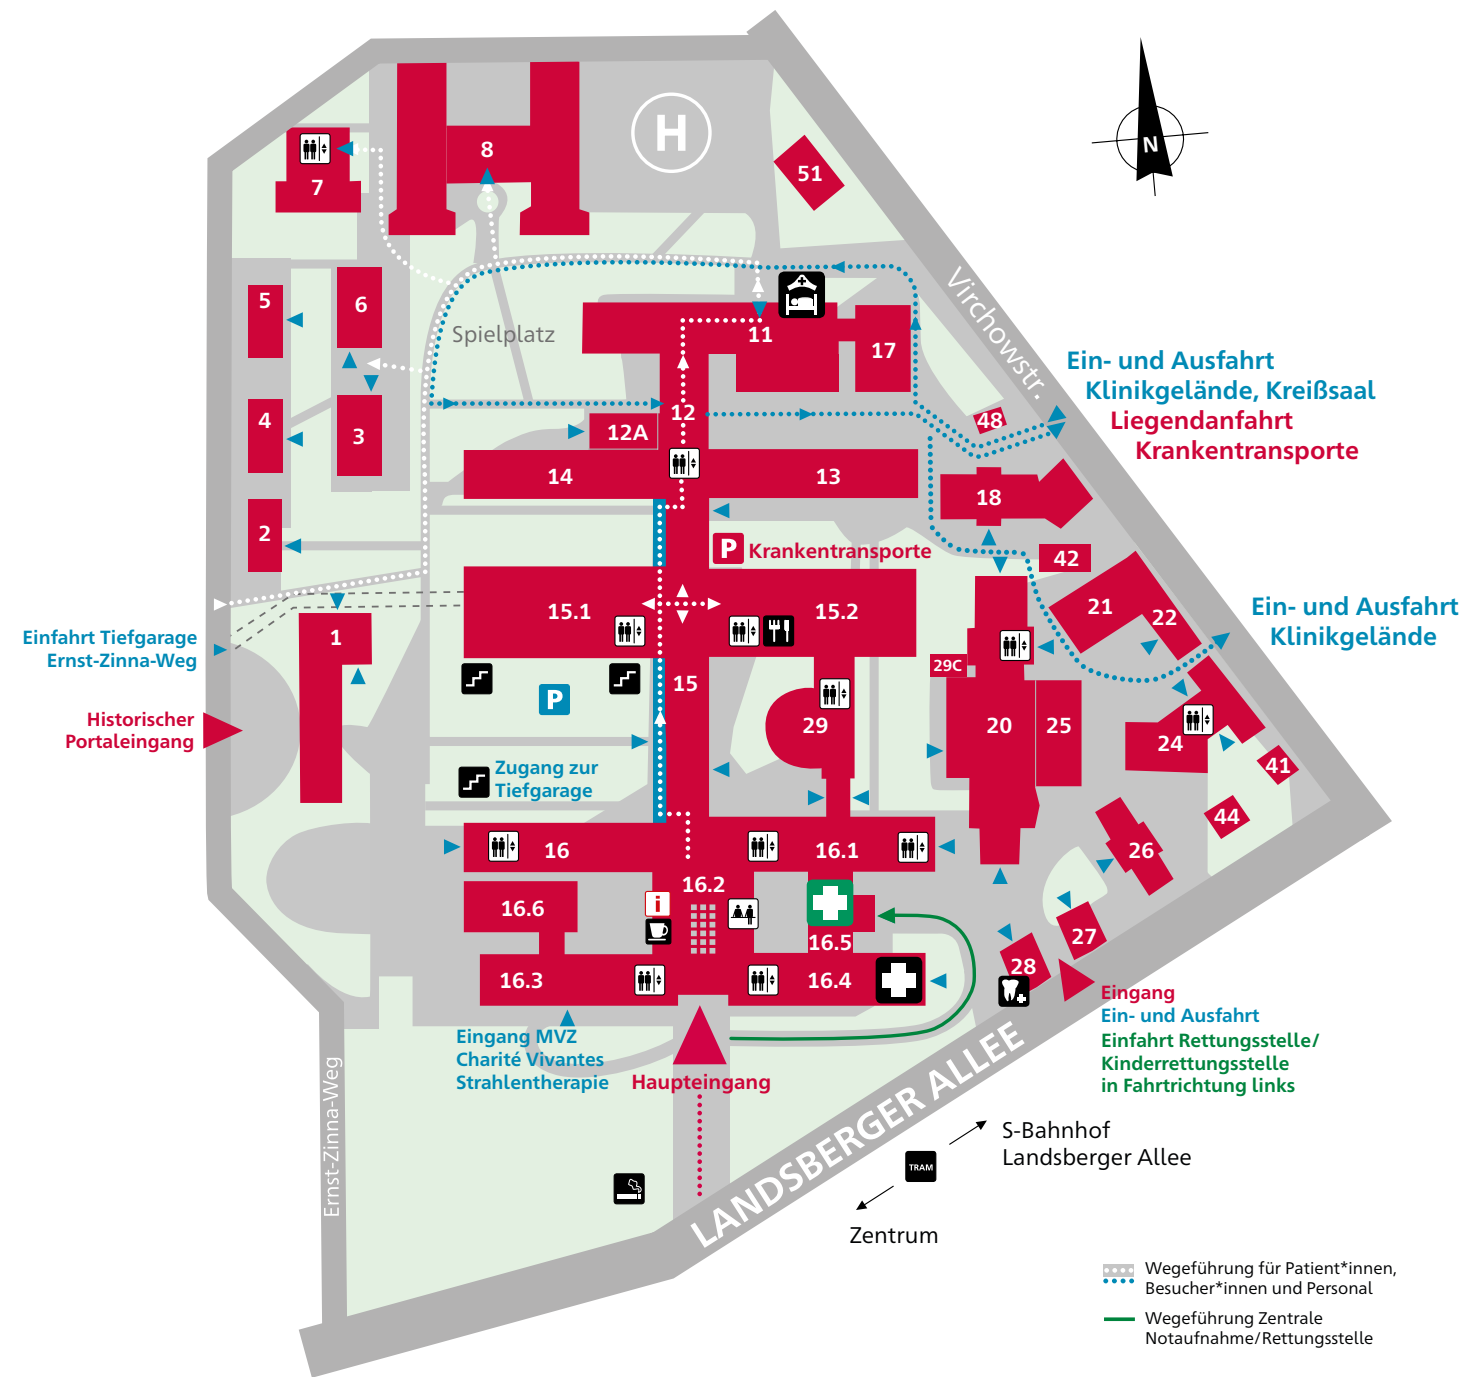 H
N
8
7
51
5
6
4
3
2
Spielplatz
11
17
12
12A
48
14
13
18
42
Virchowstr.
Ein- und Ausfahrt
Klinikgelände, Kreißsaal
Liegendanfahrt
Krankentransporte
P Krankentransporte
15.1
15.2
21
22
Ein- und Ausfahrt
Klinikgelände
Einfahrt Tiefgarage
Ernst-Zinna-Weg
1
Historischer
Portaleingang
P
15
29
29C
20
25
24
41
44
Zugang zur
Tiefgarage
16
16.1
26
16.2
16.6
i
16.5
27
16.3
16.4
28
Eingang MVZ
Charité Vivantes
Strahlentherapie
Haupteingang
Eingang
Ein- und Ausfahrt
Einfahrt Rettungsstelle/
Kinderrettungsstelle
in Fahrtrichtung links
Ernst-Zinna-Weg
LANDSBERGER ALLEE
S-Bahnhof
Landsberger Allee
TRAM
Zentrum
Wegeführung für Patient*innen,
Besucher*innen und Personal
Wegeführung Zentrale
Notaufnahme/Rettungsstelle